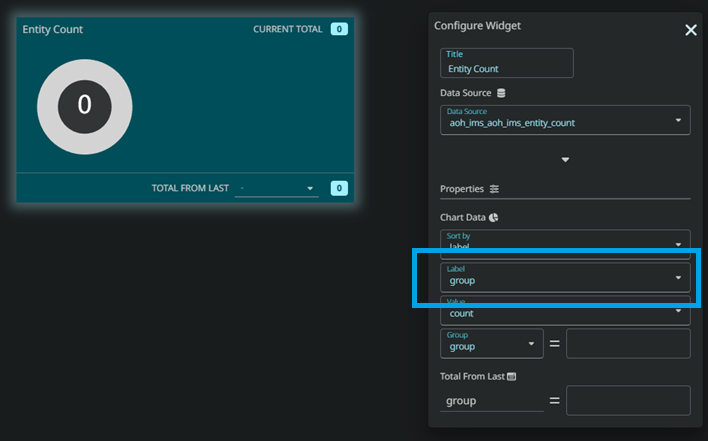 Entity Count
CURRENT TOTAL 0
0
TOTAL FROM LAST - 0
Configure Widget
Title
Entity Count
Data Source
Data Source
aoh_ims_aoh_ims_entity_count
Properties
Chart Data
Sort by
label
Label
group
Value
count
Group
group =
Total From Last
group =